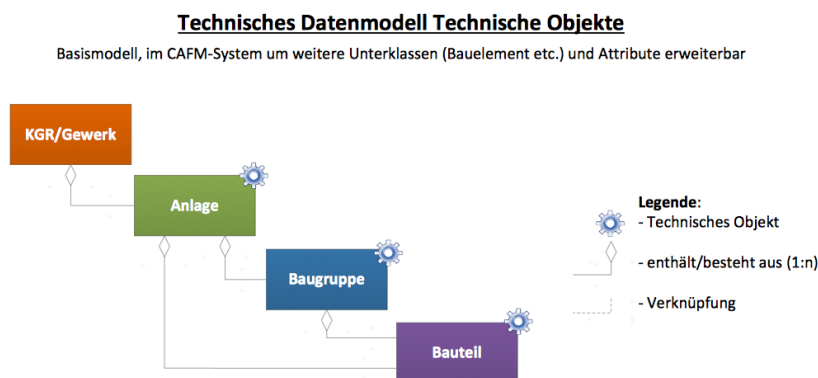 Technisches Datenmodell Technische Objekte
Basismodell, im CAFM-System um weitere Unterklassen (Bauelement etc.) und Attribute erweiterbar
KGR/Gewerk
Anlage
Baugruppe
Bauteil
Legende:
- Technisches Objekt
- enthält/besteht aus (1:n)
- Verknüpfung